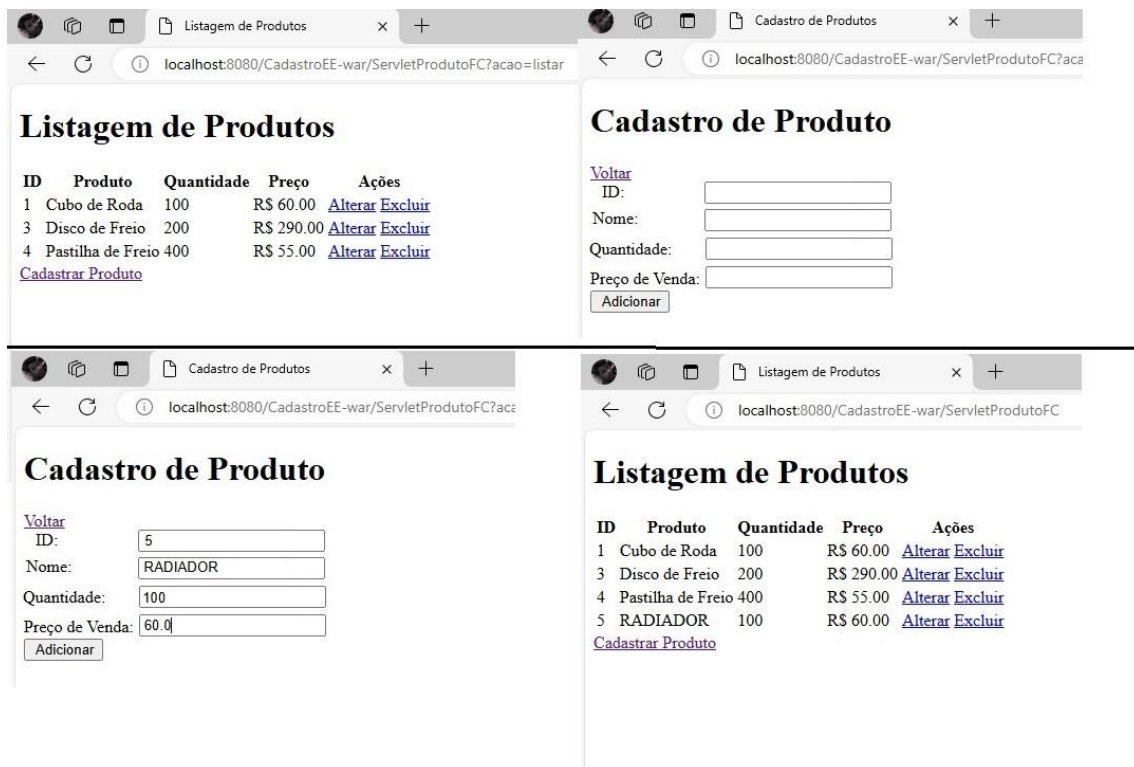 Listagem de Produtos
localhost:8080/CadastroEE-war/ServletProdutoFC?acao=listar
Listagem de Produtos
ID Produto Quantidade Preço Ações
1 Cubo de Roda 100 R$ 60.00 Alterar Excluir
3 Disco de Freio 200 R$ 290.00 Alterar Excluir
4 Pastilha de Freio 400 R$ 55.00 Alterar Excluir
Cadastrar Produto
Cadastro de Produtos
localhost:8080/CadastroEE-war/ServletProdutoFC?aca
Cadastro de Produto
Voltar
ID:
Nome:
Quantidade:
Preço de Venda:
Adicionar
Cadastro de Produtos
localhost:8080/CadastroEE-war/ServletProdutoFC?aca
Cadastro de Produto
Voltar
ID: 5
Nome: RADIADOR
Quantidade: 100
Preço de Venda: 60.0
Adicionar
Listagem de Produtos
localhost:8080/CadastroEE-war/ServletProdutoFC
Listagem de Produtos
ID Produto Quantidade Preço Ações
1 Cubo de Roda 100 R$ 60.00 Alterar Excluir
3 Disco de Freio 200 R$ 290.00 Alterar Excluir
4 Pastilha de Freio 400 R$ 55.00 Alterar Excluir
5 RADIADOR 100 R$ 60.00 Alterar Excluir
Cadastrar Produto